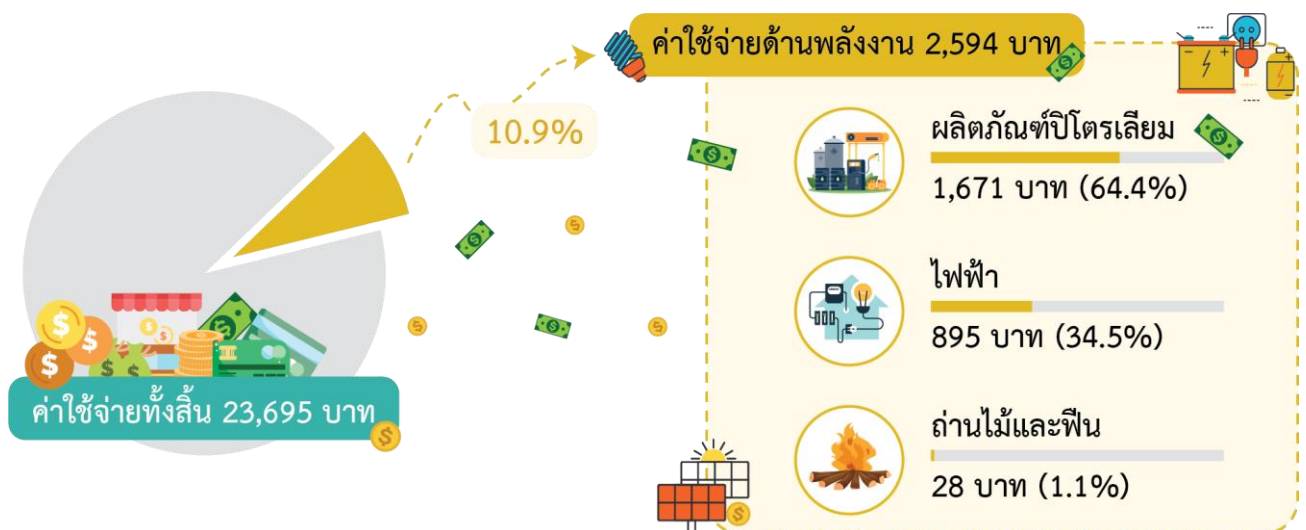 ค่าใช้จ่ายด้านพลังงาน 2,594 บาท
10.9%
ผลิตภัณฑ์ปิโตรเลียม
1,671 บาท (64.4%)
ไฟฟ้า
895 บาท (34.5%)
ค่าใช้จ่ายทั้งสิ้น 23,695 บาท
ถ่านไม้และฟืน
28 บาท (1.1%)